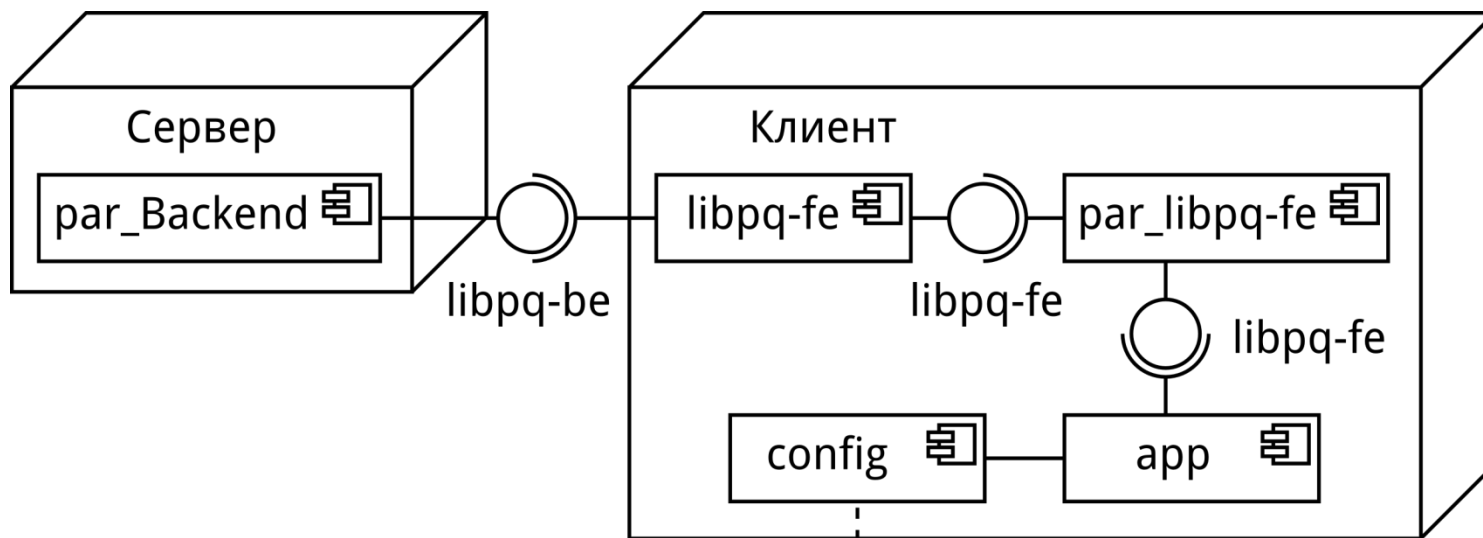 Сервер
par_Backend
libpq-be
Клиент
libpq-fe
libpq-fe
par_libpq-fe
libpq-fe
config
app